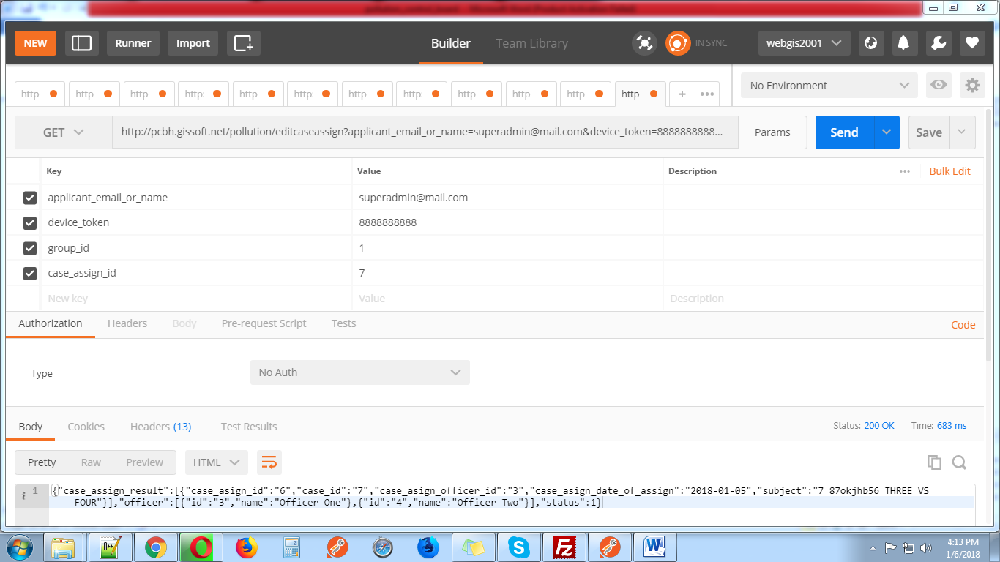 NEW
Runner
Import
Builder
Team Library
IN SYNC
webgis2001
http
http
http
http
http
http
http
http
http
http
http
http
+
•••
No Environment
GET
http://pcbh.gissoft.net/pollution/editcaseassign?applicant_email_or_name=superadmin@mail.com&device_token=8888888888...
Params
Send
Save
Key
Value
Description
•••
Bulk Edit
applicant_email_or_name
superadmin@mail.com
device_token
8888888888
group_id
1
case_assign_id
7
New key
Value
Description
Authorization
Headers
Body
Pre-request Script
Tests
Code
Type
No Auth
Body
Cookies
Headers (13)
Test Results
Status: 200 OK
Time: 683 ms
Pretty
Raw
Preview
HTML
i 1
{"case_assign_result":[{"case_asign_id":"6","case_id":"7","case_asign_officer_id":"3","case_asign_date_of_assign":"2018-01-05","subject":"7 87okjhb56 THREE VS
FOUR"}],"officer":[{"id":"3","name":"Officer One"},{"id":"4","name":"Officer Two"}],"status":1}
4:13 PM
1/6/2018